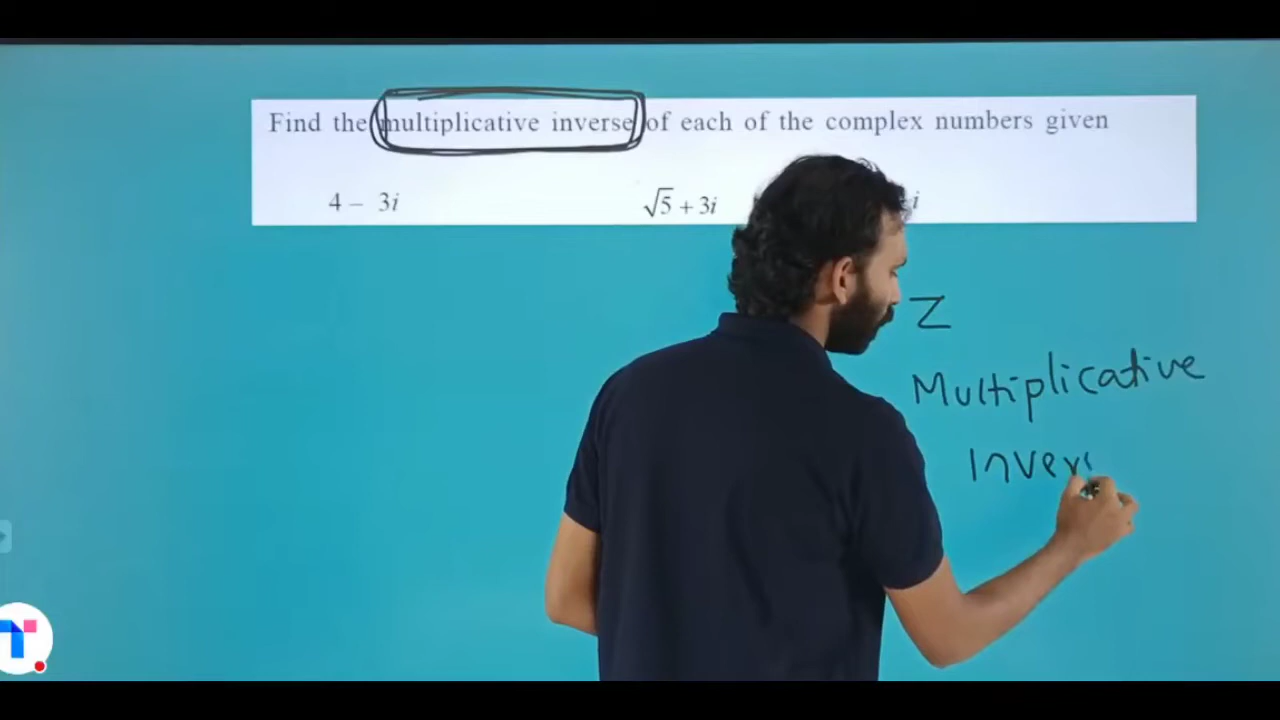 Find the multiplicative inverse of each of the complex numbers given
4 – 3i √5 + 3i i
Z
Multiplicative
Invers